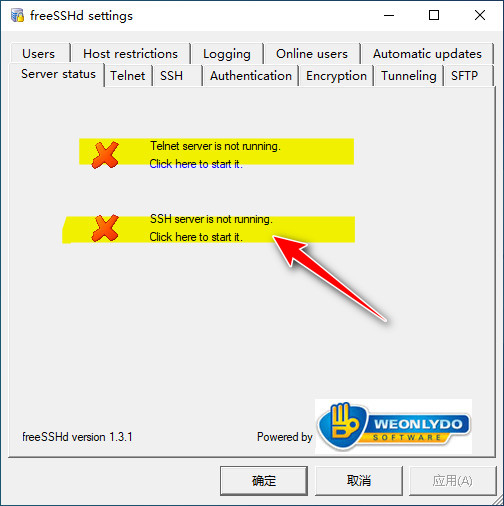 freeSSHd settings
Users Host restrictions Logging Online users Automatic updates
Server status Telnet SSH Authentication Encryption Tunneling SFTP
Telnet server is not running.
Click here to start it.
SSH server is not running.
Click here to start it.
freeSSHd version 1.3.1
Powered by
WEONLYDO
SOFTWARE
确定 取消 应用(A)